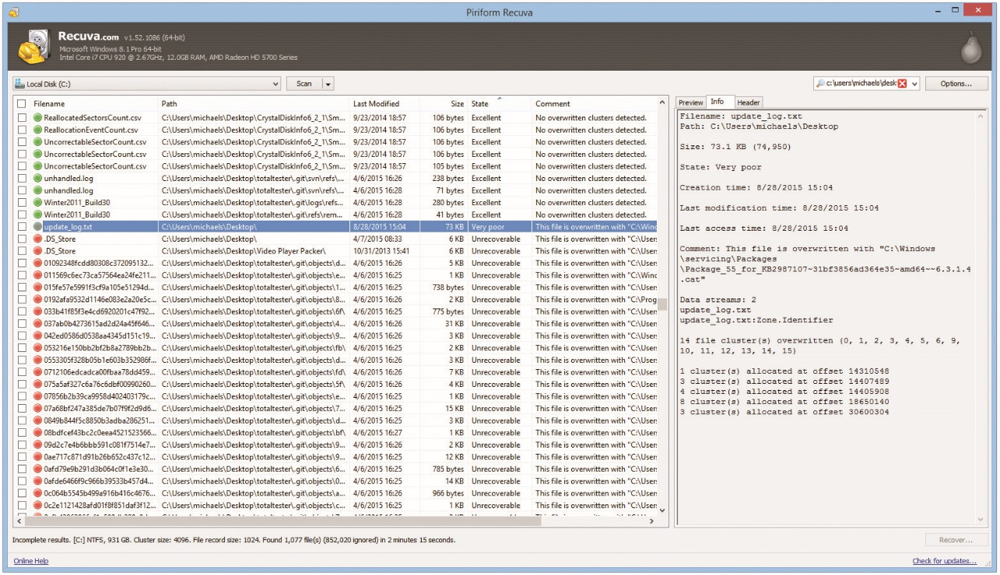 Piriform Recuva
Recuva.com v1.52.1086 (64-bit)
Microsoft Windows 8.1 Pro 64-bit
Intel Core i7 CPU 920 @ 2.67GHz, 12.0GB RAM, AMD Radeon HD 5700 Series
Local Disk (C:) Scan c:\users\michaels\desk Options...
Filename Path Last Modified Size State Comment
ReallocatedSectorsCount.csv C:\Users\michaels\Desktop\CrystalDiskInfo6_2_1\Sm... 9/23/2014 18:57 106 bytes Excellent No overwritten clusters detected.
ReallocationEventCount.csv C:\Users\michaels\Desktop\CrystalDiskInfo6_2_1\Sm... 9/23/2014 18:57 106 bytes Excellent No overwritten clusters detected.
UncorrectableSectorCount.csv C:\Users\michaels\Desktop\CrystalDiskInfo6_2_1\Sm... 9/23/2014 18:57 106 bytes Excellent No overwritten clusters detected.
UncorrectableSectorCount.csv C:\Users\michaels\Desktop\CrystalDiskInfo6_2_1\Sm... 9/23/2014 18:57 106 bytes Excellent No overwritten clusters detected.
UncorrectableSectorCount.csv C:\Users\michaels\Desktop\CrystalDiskInfo6_2_1\Sm... 9/23/2014 18:57 105 bytes Excellent No overwritten clusters detected.
unhandled.log C:\Users\michaels\Desktop\totaltester\.git\svn\refs\... 4/6/2015 16:26 238 bytes Excellent No overwritten clusters detected.
unhandled.log C:\Users\michaels\Desktop\totaltester\.git\svn\refs\... 4/6/2015 16:28 71 bytes Excellent No overwritten clusters detected.
Winter2011_Build30 C:\Users\michaels\Desktop\totaltester\.git\logs\refs... 4/6/2015 16:28 280 bytes Excellent No overwritten clusters detected.
Winter2011_Build30 C:\Users\michaels\Desktop\totaltester\.git\refs\rem... 4/6/2015 16:28 41 bytes Excellent No overwritten clusters detected.
update_log.txt C:\Users\michaels\Desktop\ 8/28/2015 15:04 73 KB Very poor This file is overwritten with "C:\Wind
.DS_Store C:\Users\michaels\Desktop\ 4/7/2015 08:33 6 KB Unrecoverable This file is overwritten with "C:\Users
.DS_Store C:\Users\michaels\Desktop\Video Player Packer\ 10/31/2013 15:41 6 KB Unrecoverable This file is overwritten with "C:\Users
01092348fcdd80308c372095132... C:\Users\michaels\Desktop\totaltester\.git\objects\d... 4/6/2015 16:26 5 KB Unrecoverable This file is overwritten with "C:\Users
011569c6ec73ca57564ea24fe211... C:\Users\michaels\Desktop\totaltester\.git\objects\e... 4/6/2015 16:25 1 KB Unrecoverable This file is overwritten with "C:\Wind
015fe57e5991f3cf9a105e51294d... C:\Users\michaels\Desktop\totaltester\.git\objects\1... 4/6/2015 16:25 738 bytes Unrecoverable This file is overwritten with "C:\Users
0192afa9532d1146e083e2a20e5c... C:\Users\michaels\Desktop\totaltester\.git\objects\8... 4/6/2015 16:26 2 KB Unrecoverable This file is overwritten with "C:\Prog
033b41f85f3e4cd6920201c47f92... C:\Users\michaels\Desktop\totaltester\.git\objects\6f\ 4/6/2015 16:25 775 bytes Unrecoverable This file is overwritten with "C:\Users
037ab0b4273615ad2d24a45f646... C:\Users\michaels\Desktop\totaltester\.git\objects\4... 4/6/2015 16:26 31 KB Unrecoverable This file is overwritten with "C:\Users
042ed0586d0538aa4345d151c19... C:\Users\michaels\Desktop\totaltester\.git\objects\9... 4/6/2015 16:26 3 KB Unrecoverable This file is overwritten with "C:\Users
053216e150bb2bf2b8a2789bb2b... C:\Users\michaels\Desktop\totaltester\.git\objects\fb\ 4/6/2015 16:25 2 KB Unrecoverable This file is overwritten with "C:\Users
0553305f328b05b1e603b352986f... C:\Users\michaels\Desktop\totaltester\.git\objects\d... 4/6/2015 16:26 3 KB Unrecoverable This file is overwritten with "C:\Users
0712106edcadca00fbaa78dd459... C:\Users\michaels\Desktop\totaltester\.git\objects\fd\ 4/6/2015 16:26 7 KB Unrecoverable This file is overwritten with "C:\Users
075a5af327c6a76c6dbf00990260... C:\Users\michaels\Desktop\totaltester\.git\objects\5f\ 4/6/2015 16:26 4 KB Unrecoverable This file is overwritten with "C:\Users
07856b2b39ca9958d402403179c... C:\Users\michaels\Desktop\totaltester\.git\objects\e... 4/6/2015 16:25 1 KB Unrecoverable This file is overwritten with "C:\Users
07a68bf247a385de7b07f9f2d9d6... C:\Users\michaels\Desktop\totaltester\.git\objects\7... 4/6/2015 16:25 15 KB Unrecoverable This file is overwritten with "C:\Users
0849b844f5c8850b3adba286251... C:\Users\michaels\Desktop\totaltester\.git\objects\d... 4/6/2015 16:25 3 KB Unrecoverable This file is overwritten with "C:\Users
08bdfcef43bc2c0eea4521523566... C:\Users\michaels\Desktop\totaltester\.git\objects\bf\ 4/6/2015 16:27 1 KB Unrecoverable This file is overwritten with "C:\Users
09d2c7e4b6bbb591c081f7514e7... C:\Users\michaels\Desktop\totaltester\.git\objects\9... 4/6/2015 16:26 2 KB Unrecoverable This file is overwritten with "C:\Users
0ae717c871d91b26b652c437c12... C:\Users\michaels\Desktop\totaltester\.git\objects\9... 4/6/2015 16:25 12 KB Unrecoverable This file is overwritten with "C:\Users
0afd79e9b291d3b064c0f1e3e30... C:\Users\michaels\Desktop\totaltester\.git\objects\6... 4/6/2015 16:25 785 bytes Unrecoverable This file is overwritten with "C:\Users
0afde6466f9c966b39533b457d4... C:\Users\michaels\Desktop\totaltester\.git\objects\0... 4/6/2015 16:25 14 KB Unrecoverable This file is overwritten with "C:\Users
0c064b5545b499a916b416c4676... C:\Users\michaels\Desktop\totaltester\.git\objects\a... 4/6/2015 16:26 966 bytes Unrecoverable This file is overwritten with "C:\Users
0c2e1121428afd01f8f851daf3f12... C:\Users\michaels\Desktop\totaltester\.git\objects\d... 4/6/2015 16:25 1 KB Unrecoverable This file is overwritten with "C:\Users
Preview Info Header
Filename: update_log.txt
Path: C:\Users\michaels\Desktop
Size: 73.1 KB (74,950)
State: Very poor
Creation time: 8/28/2015 15:04
Last modification time: 8/28/2015 15:04
Last access time: 8/28/2015 15:04
Comment: This file is overwritten with "C:\Windows
\servicing\Packages
\Package_55_for_KB2987107~31bf3856ad364e35~amd64~~6.3.1.4
.cat"
Data streams: 2
update_log.txt
update_log.txt:Zone.Identifier
14 file cluster(s) overwritten (0, 1, 2, 3, 4, 5, 6, 9,
10, 11, 12, 13, 14, 15)
1 cluster(s) allocated at offset 14310548
3 cluster(s) allocated at offset 14407489
4 cluster(s) allocated at offset 14405908
8 cluster(s) allocated at offset 18650140
3 cluster(s) allocated at offset 30600304
Incomplete results. [C:] NTFS, 931 GB. Cluster size: 4096. File record size: 1024. Found 1,077 file(s) (852,020 ignored) in 2 minutes 15 seconds. Recover...
Online Help Check for updates...